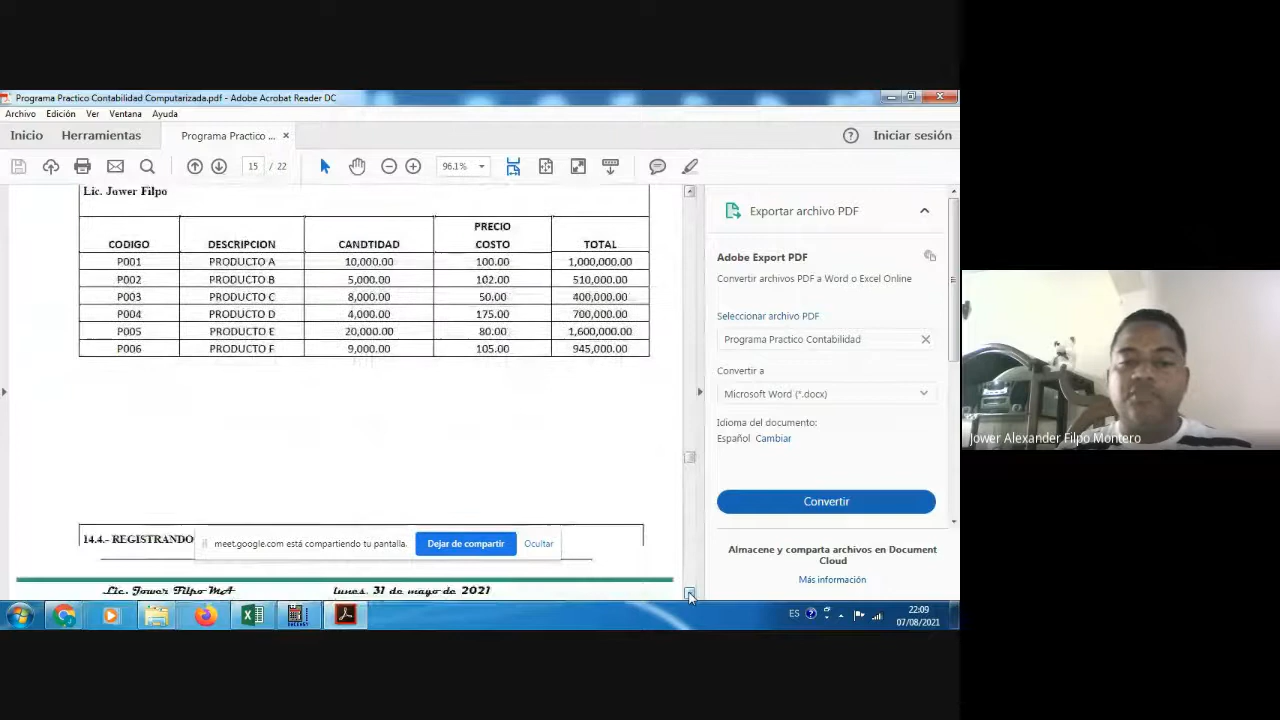 Programa Practico Contabilidad Computarizada.pdf - Adobe Acrobat Reader DC
Archivo Edición Ver Ventana Ayuda
Inicio Herramientas Programa Practico ... × Iniciar sesión
15 / 22 96.1%
Lic. Jower Filpo
CODIGO DESCRIPCION CANDTIDAD PRECIO COSTO TOTAL
P001 PRODUCTO A 10,000.00 100.00 1,000,000.00
P002 PRODUCTO B 5,000.00 102.00 510,000.00
P003 PRODUCTO C 8,000.00 50.00 400,000.00
P004 PRODUCTO D 4,000.00 175.00 700,000.00
P005 PRODUCTO E 20,000.00 80.00 1,600,000.00
P006 PRODUCTO F 9,000.00 105.00 945,000.00
14.4.- REGISTRANDO
meet.google.com está compartiendo tu pantalla. Dejar de compartir Ocultar
Lic. Jower Filpo MA lunes, 31 de mayo de 2021
Exportar archivo PDF
Adobe Export PDF
Convertir archivos PDF a Word o Excel Online
Seleccionar archivo PDF
Programa Practico Contabilidad
Convertir a
Microsoft Word (*.docx)
Idioma del documento:
Español Cambiar
Convertir
Almacene y comparta archivos en Document
Cloud
Más información
Jower Alexander Filpo Montero
ES 22:09
07/08/2021